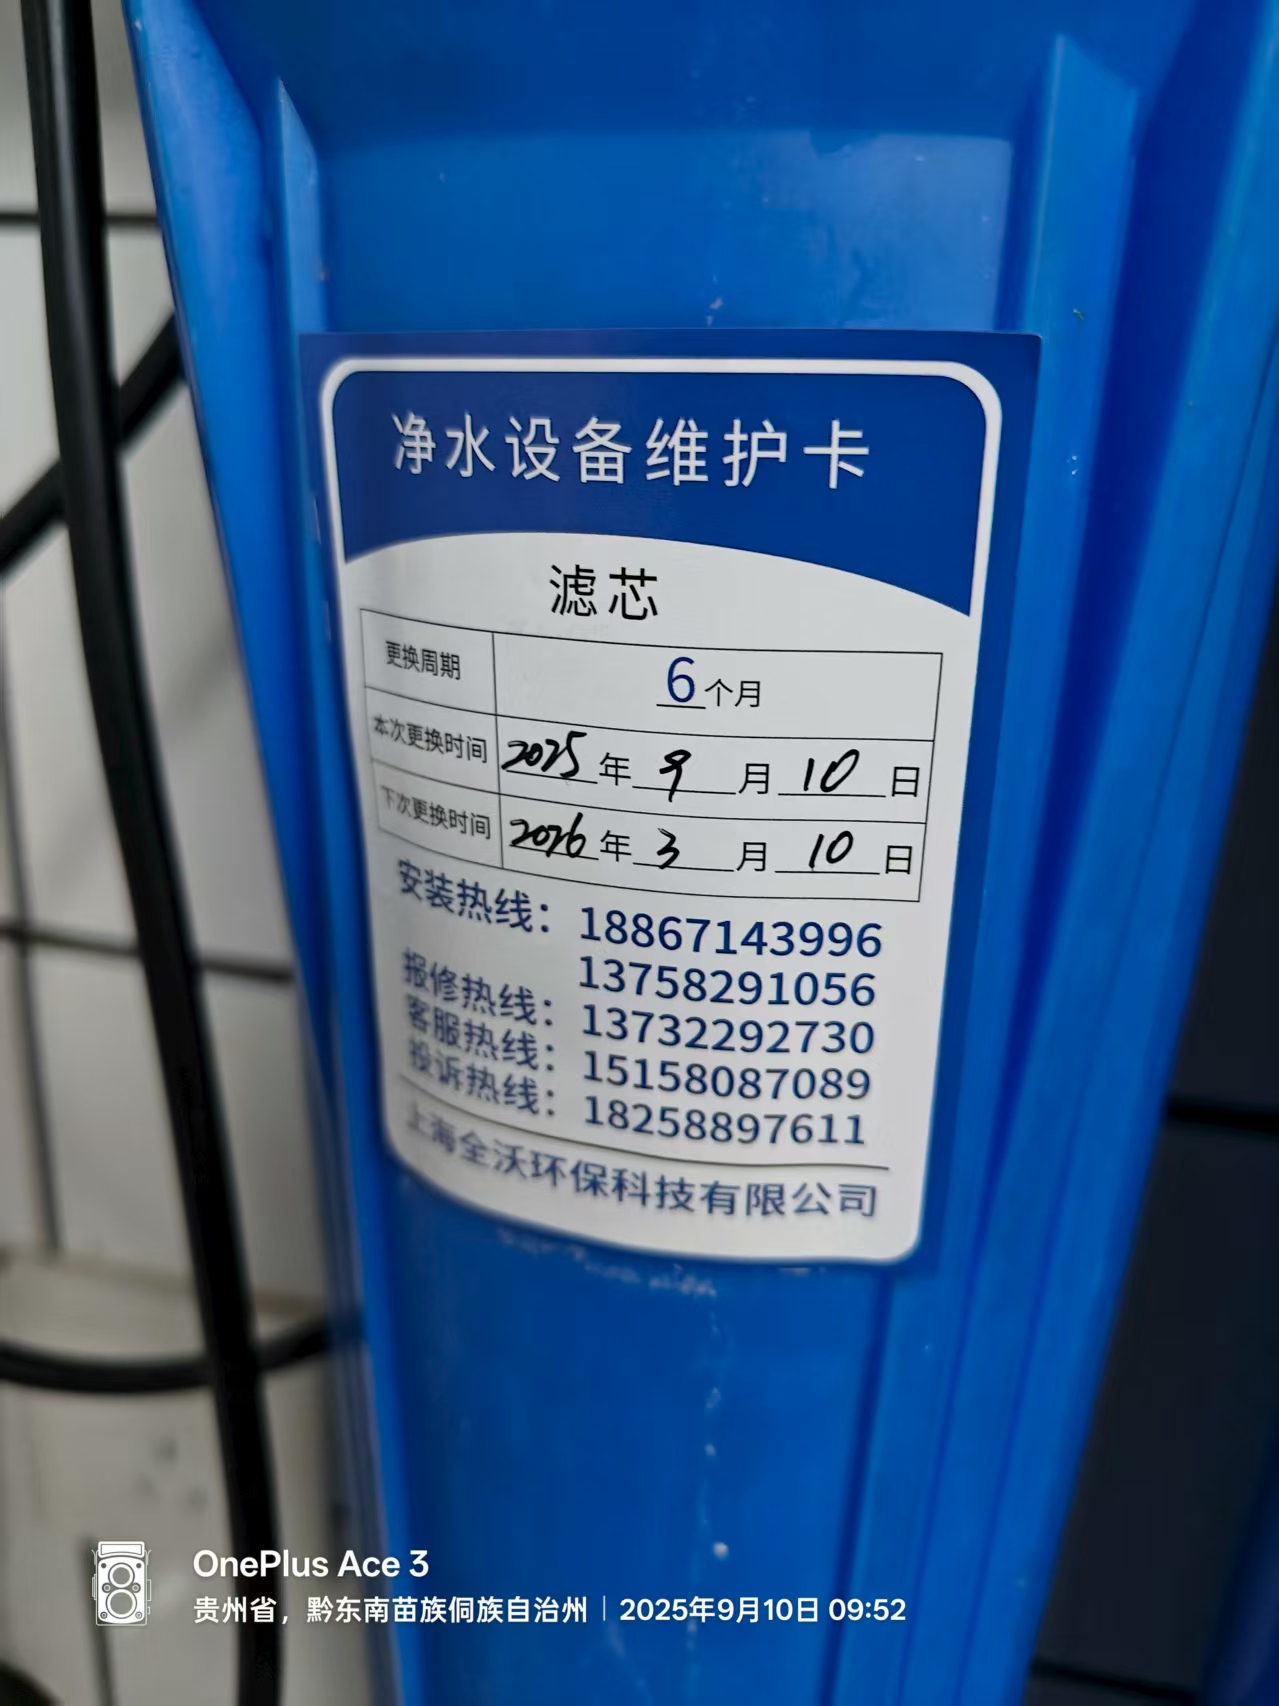 净水设备维护卡
滤芯
更换周期 6个月
本次更换时间 2025年9月10日
下次更换时间 2026年3月10日
安装热线：18867143996
13758291056
报修热线：13732292730
客服热线：15158087089
投诉热线：18258897611
上海全沃环保科技有限公司
OnePlus Ace 3
贵州省，黔东南苗族侗族自治州｜2025年9月10日 09:52